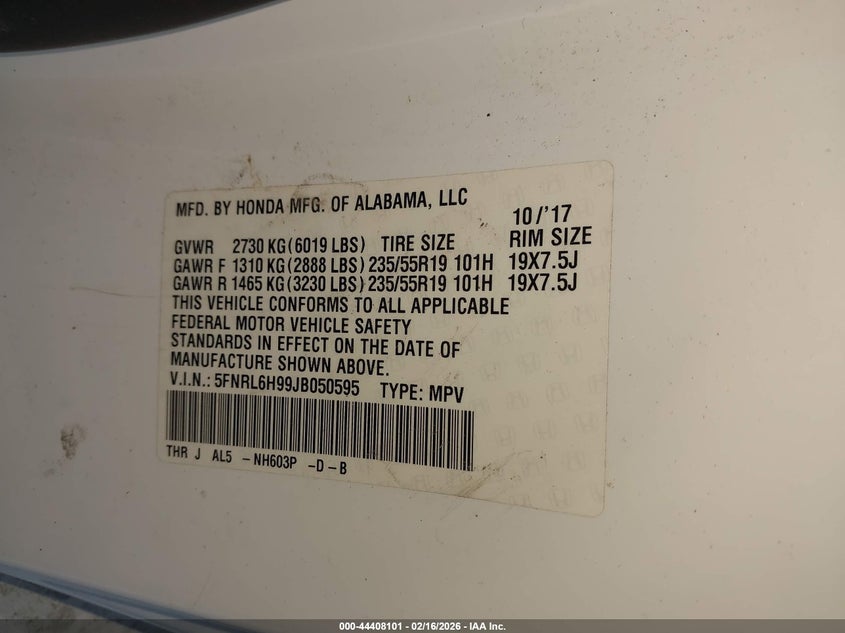 MFD. BY HONDA MFG. OF ALABAMA, LLC
10/'17
GVWR 2730 KG(6019 LBS) TIRE SIZE RIM SIZE
GAWR F 1310 KG(2888 LBS) 235/55R19 101H 19X7.5J
GAWR R 1465 KG(3230 LBS) 235/55R19 101H 19X7.5J
THIS VEHICLE CONFORMS TO ALL APPLICABLE
FEDERAL MOTOR VEHICLE SAFETY
STANDARDS IN EFFECT ON THE DATE OF
MANUFACTURE SHOWN ABOVE.
V.I.N.: 5FNRL6H99JB050595 TYPE: MPV
THR J AL5 -NH603P -D-B
000-44408101 - 02/16/2026 - IAA Inc.